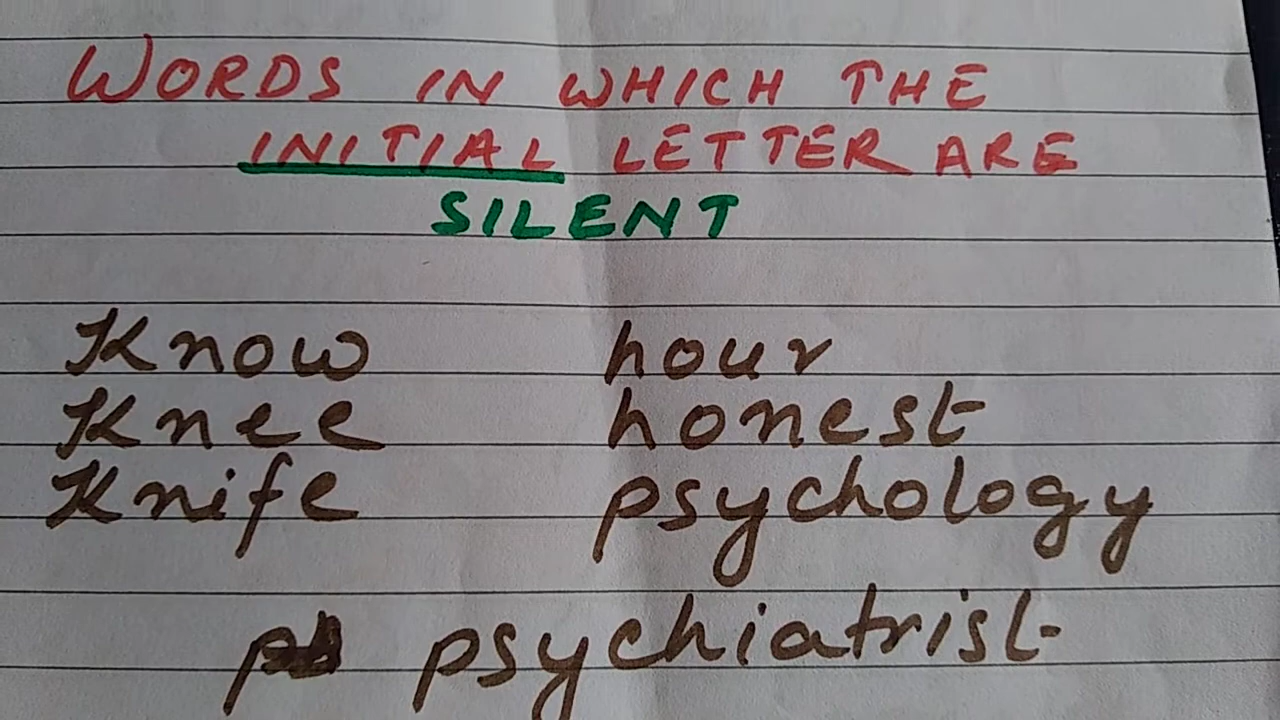 WORDS IN WHICH THE
INITIAL LETTER ARE
SILENT
Know hour
Knee honest
Knife psychology
psychiatrist